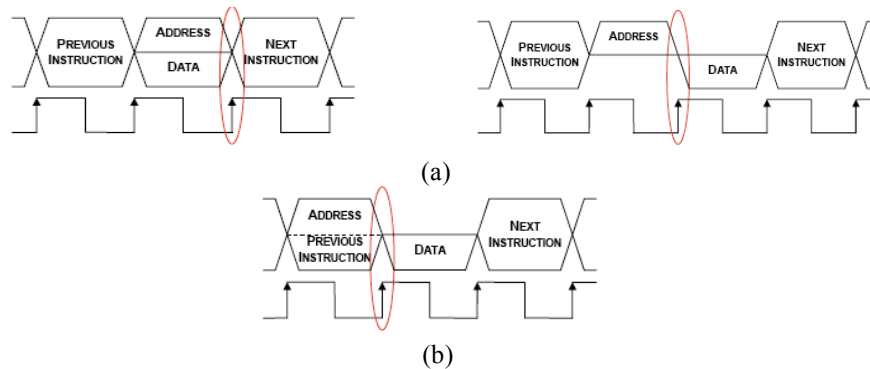 PREVIOUS
INSTRUCTION
ADDRESS
DATA
NEXT
INSTRUCTION
PREVIOUS
INSTRUCTION
ADDRESS
DATA
NEXT
INSTRUCTION
(a)
ADDRESS
PREVIOUS
INSTRUCTION
DATA
NEXT
INSTRUCTION
(b)